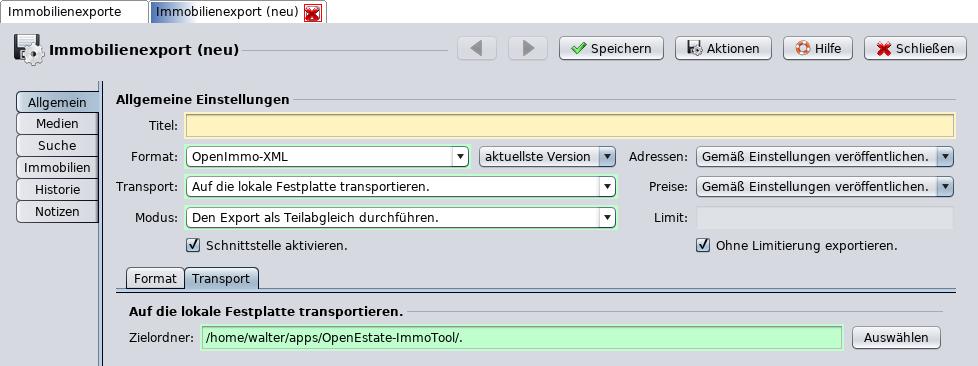 Immobilienexporte
Immobilienexport (neu)
Immobilienexport (neu)
Speichern
Aktionen
Hilfe
Schließen
Allgemein
Medien
Suche
Immobilien
Historie
Notizen
Allgemeine Einstellungen
Titel:
Format: OpenImmo-XML aktuellste Version Adressen: Gemäß Einstellungen veröffentlichen.
Transport: Auf die lokale Festplatte transportieren. Preise: Gemäß Einstellungen veröffentlichen.
Modus: Den Export als Teilabgleich durchführen. Limit:
Schnittstelle aktivieren. Ohne Limitierung exportieren.
Format Transport
Auf die lokale Festplatte transportieren.
Zielordner: /home/walter/apps/OpenEstate-ImmoTool/. Auswählen